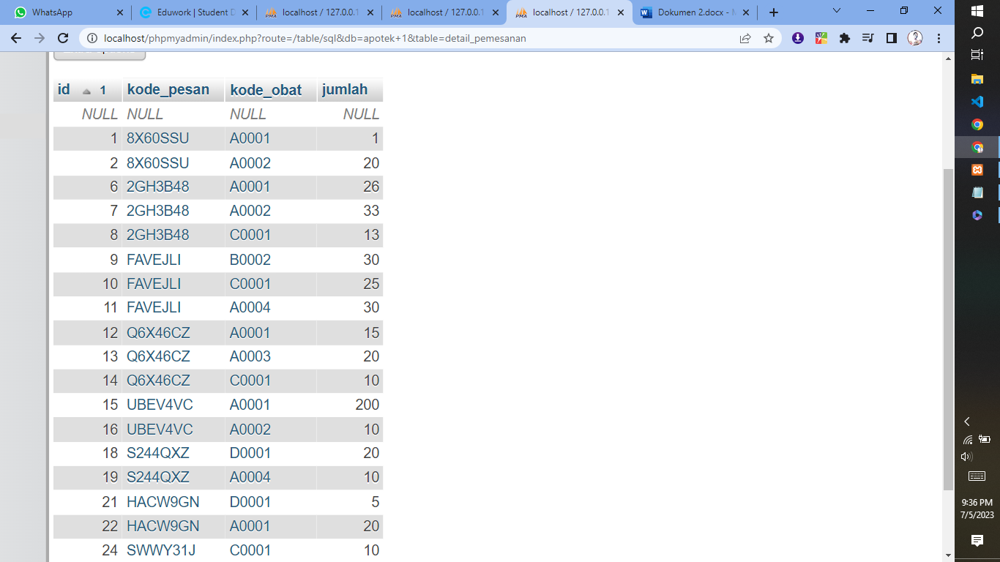 WhatsApp Eduwork | Student D localhost / 127.0.0.1 localhost / 127.0.0.1 localhost / 127.0.0.1 Dokumen 2.docx - M
PMA PMA PMA
localhost/phpmyadmin/index.php?route=/table/sql&db=apotek+1&table=detail_pemesanan
id 1 kode_pesan kode_obat jumlah
NULL NULL NULL NULL
1 8X60SSU A0001 1
2 8X60SSU A0002 20
6 2GH3B48 A0001 26
7 2GH3B48 A0002 33
8 2GH3B48 C0001 13
9 FAVEJLI B0002 30
10 FAVEJLI C0001 25
11 FAVEJLI A0004 30
12 Q6X46CZ A0001 15
13 Q6X46CZ A0003 20
14 Q6X46CZ C0001 10
15 UBEV4VC A0001 200
16 UBEV4VC A0002 10
18 S244QXZ D0001 20
19 S244QXZ A0004 10
21 HACW9GN D0001 5
22 HACW9GN A0001 20
24 SWWY31J C0001 10
9:36 PM
7/5/2023